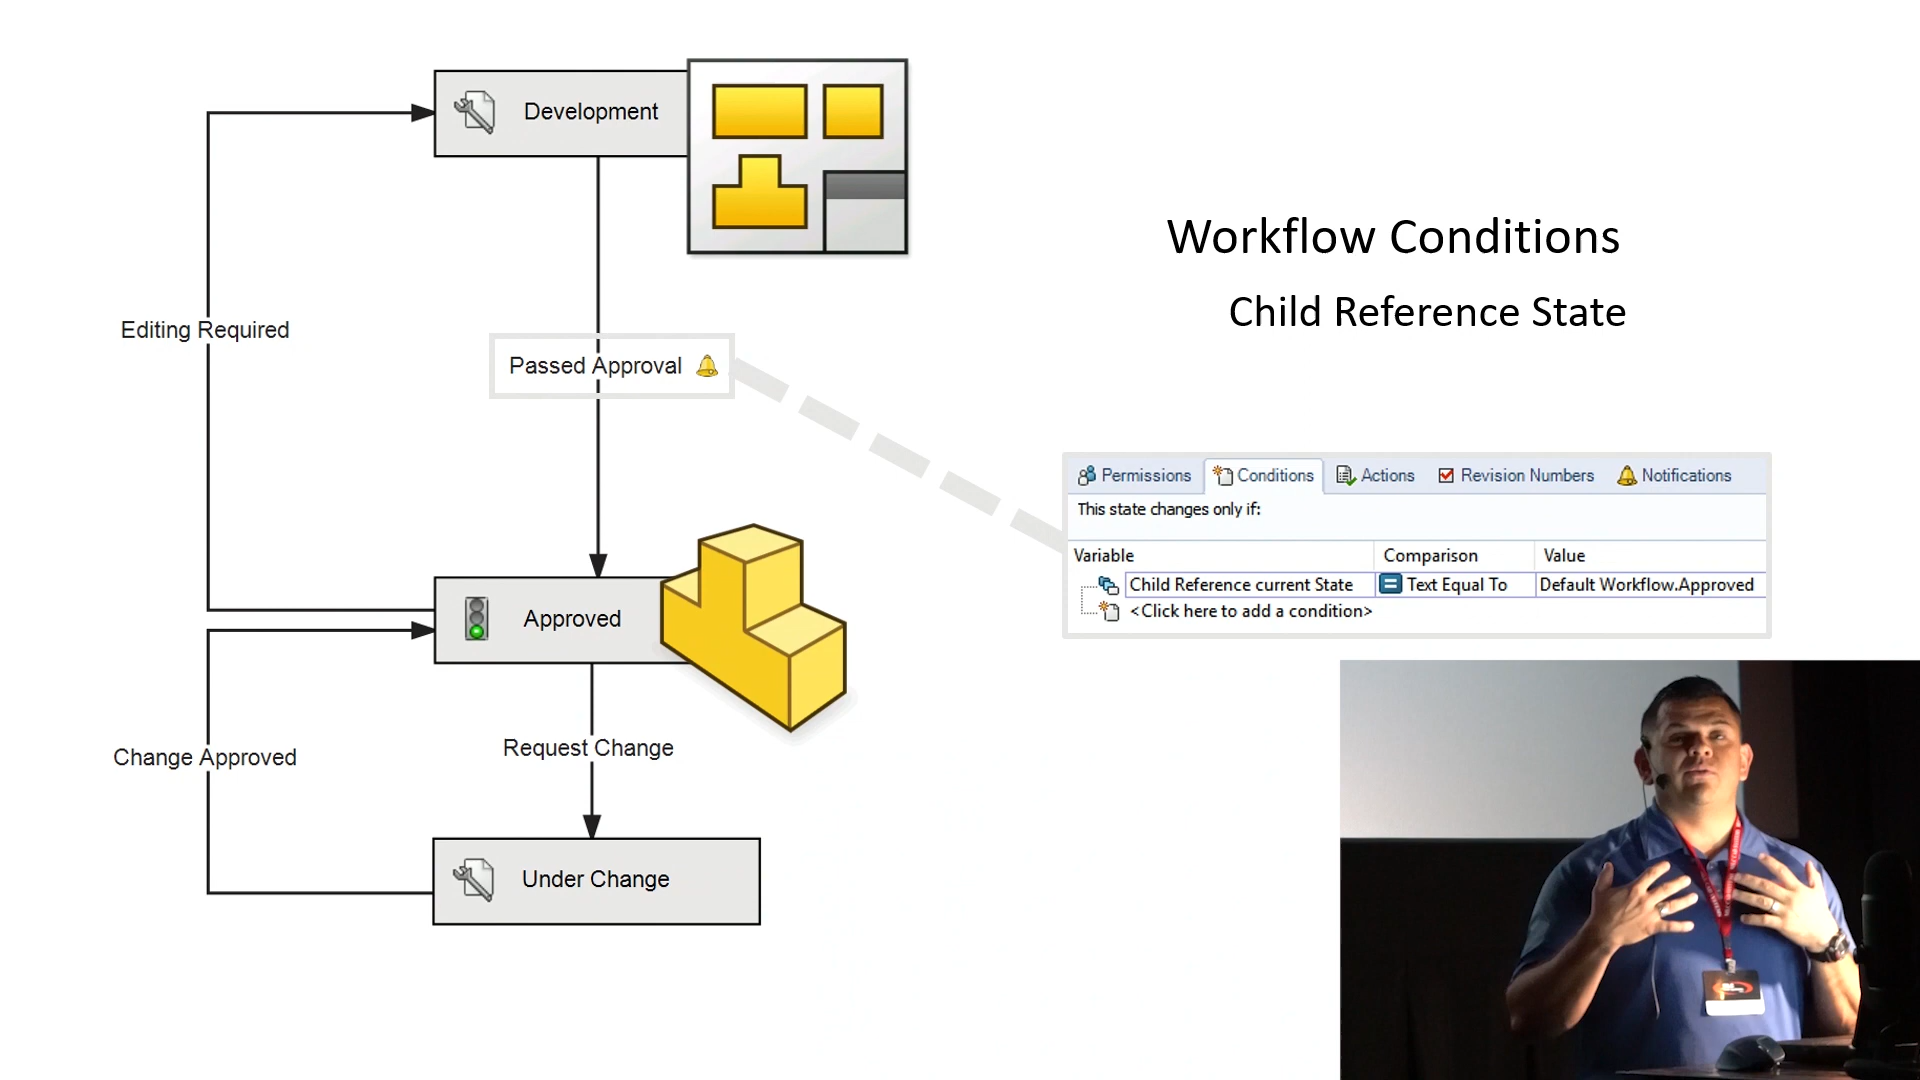 Development
Workflow Conditions
Child Reference State
Editing Required
Passed Approval
Permissions Conditions Actions Revision Numbers Notifications
This state changes only if:
Variable Comparison Value
Child Reference current State Text Equal To Default Workflow.Approved
<Click here to add a condition>
Approved
Request Change
Change Approved
Under Change